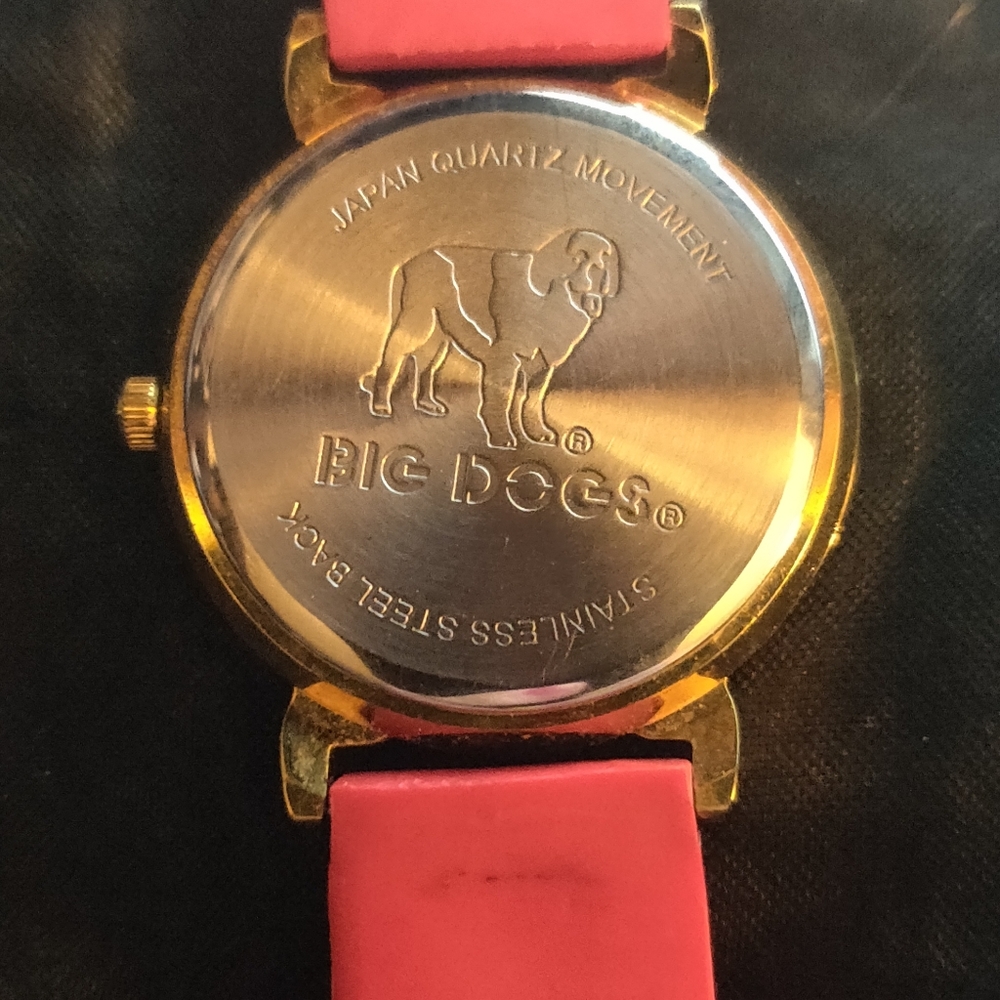 JAPAN QUARTZ MOVEMENT
®
BIG DOGS®
STAINLESS STEEL BACK